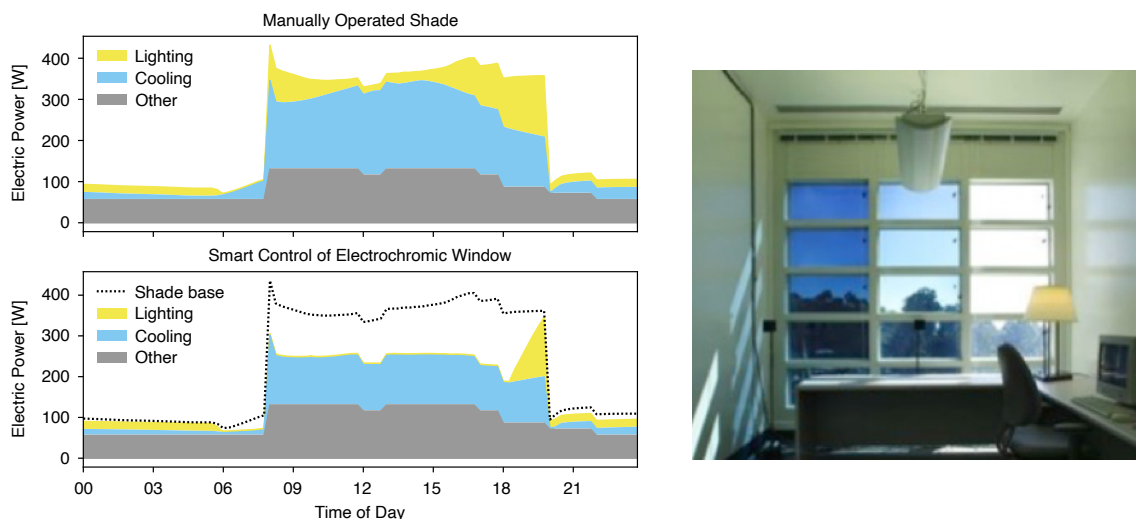 Manually Operated Shade
Electric Power [W]
400
300
200
100
0
Lighting
Cooling
Other
Smart Control of Electrochromic Window
Electric Power [W]
400
300
200
100
0
Shade base
Lighting
Cooling
Other
00 03 06 09 12 15 18 21
Time of Day